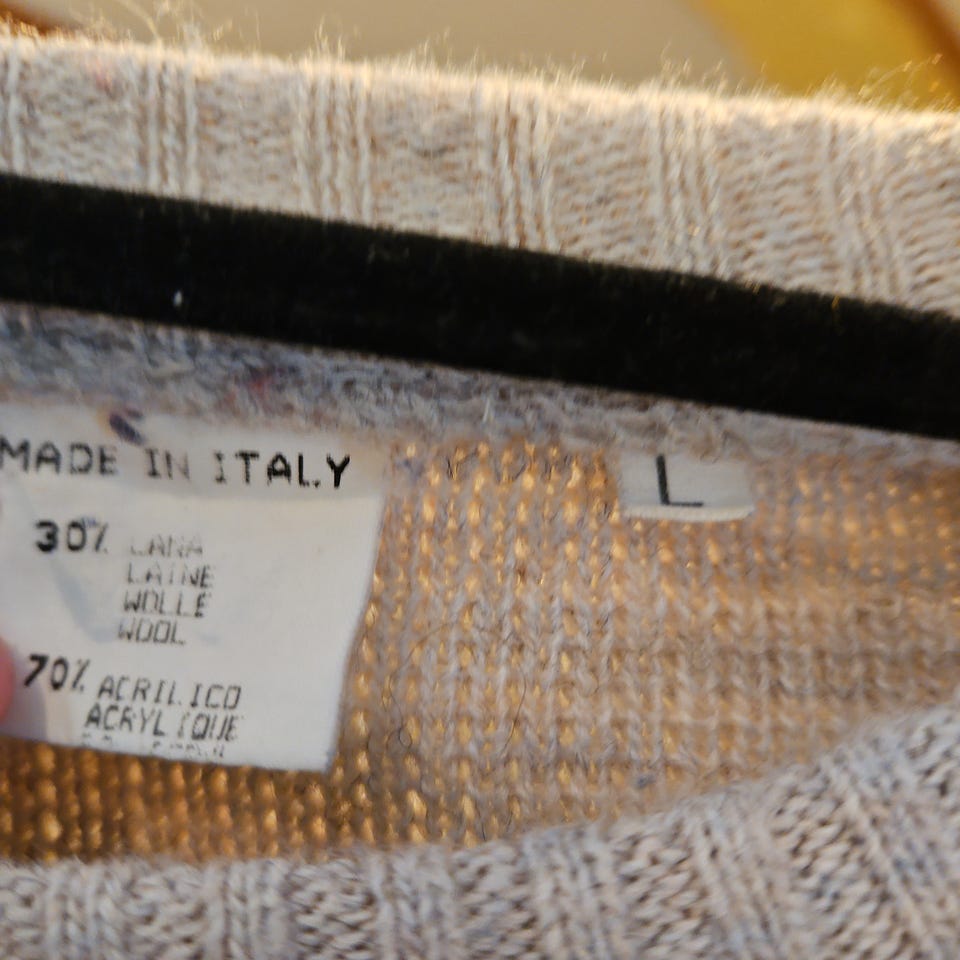 MADE IN ITALY
L
30% LANA
LAINE
WOLLE
WOOL
70% ACRILICO
ACRYLIQUE